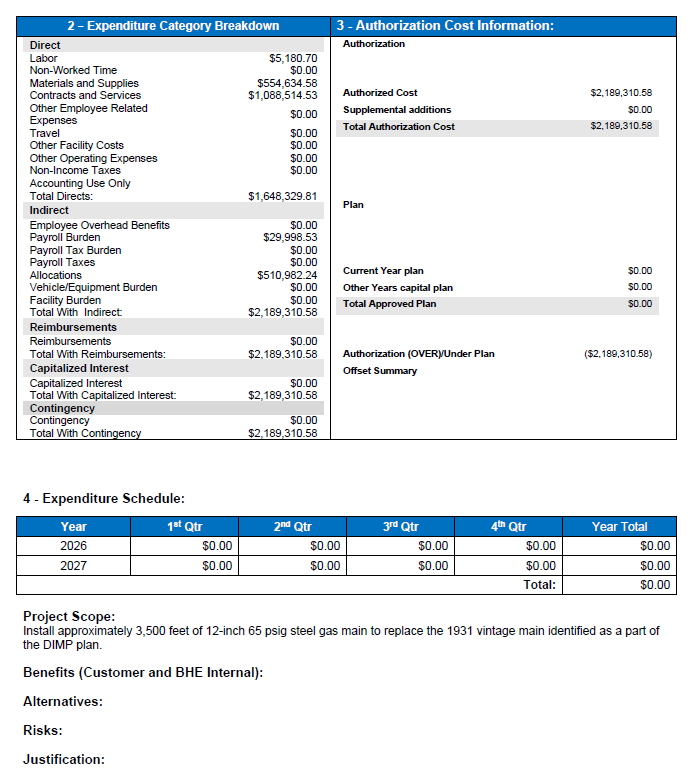 2 – Expenditure Category Breakdown
Direct
Labor $5,180.70
Non-Worked Time $0.00
Materials and Supplies $554,634.58
Contracts and Services $1,088,514.53
Other Employee Related
Expenses $0.00
Travel $0.00
Other Facility Costs $0.00
Other Operating Expenses $0.00
Non-Income Taxes $0.00
Accounting Use Only
Total Directs: $1,648,329.81
Indirect
Employee Overhead Benefits $0.00
Payroll Burden $29,998.53
Payroll Tax Burden $0.00
Payroll Taxes $0.00
Allocations $510,982.24
Vehicle/Equipment Burden $0.00
Facility Burden $0.00
Total With Indirect: $2,189,310.58
Reimbursements
Reimbursements $0.00
Total With Reimbursements: $2,189,310.58
Capitalized Interest
Capitalized Interest $0.00
Total With Capitalized Interest: $2,189,310.58
Contingency
Contingency $0.00
Total With Contingency $2,189,310.58
3 - Authorization Cost Information:
Authorization
Authorized Cost $2,189,310.58
Supplemental additions $0.00
Total Authorization Cost $2,189,310.58
Plan
Current Year plan $0.00
Other Years capital plan $0.00
Total Approved Plan $0.00
Authorization (OVER)/Under Plan ($2,189,310.58)
Offset Summary
4 - Expenditure Schedule:
Year 1st Qtr 2nd Qtr 3rd Qtr 4th Qtr Year Total
2026 $0.00 $0.00 $0.00 $0.00 $0.00
2027 $0.00 $0.00 $0.00 $0.00 $0.00
Total: $0.00
Project Scope:
Install approximately 3,500 feet of 12-inch 65 psig steel gas main to replace the 1931 vintage main identified as a part of
the DIMP plan.
Benefits (Customer and BHE Internal):
Alternatives:
Risks:
Justification: